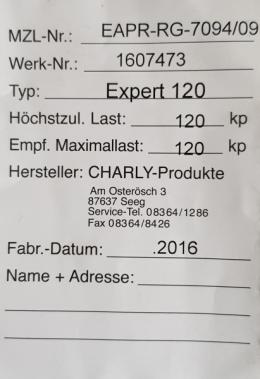 MZL-Nr.: EAPR-RG-7094/09
Werk-Nr.: 1607473
Typ: Expert 120
Höchstzul. Last: 120 kp
Empf. Maximallast: 120 kp
Hersteller: CHARLY-Produkte
Am Osterösch 3
87637 Seeg
Service-Tel. 08364/1286
Fax 08364/8426
Fabr.-Datum: .2016
Name + Adresse: